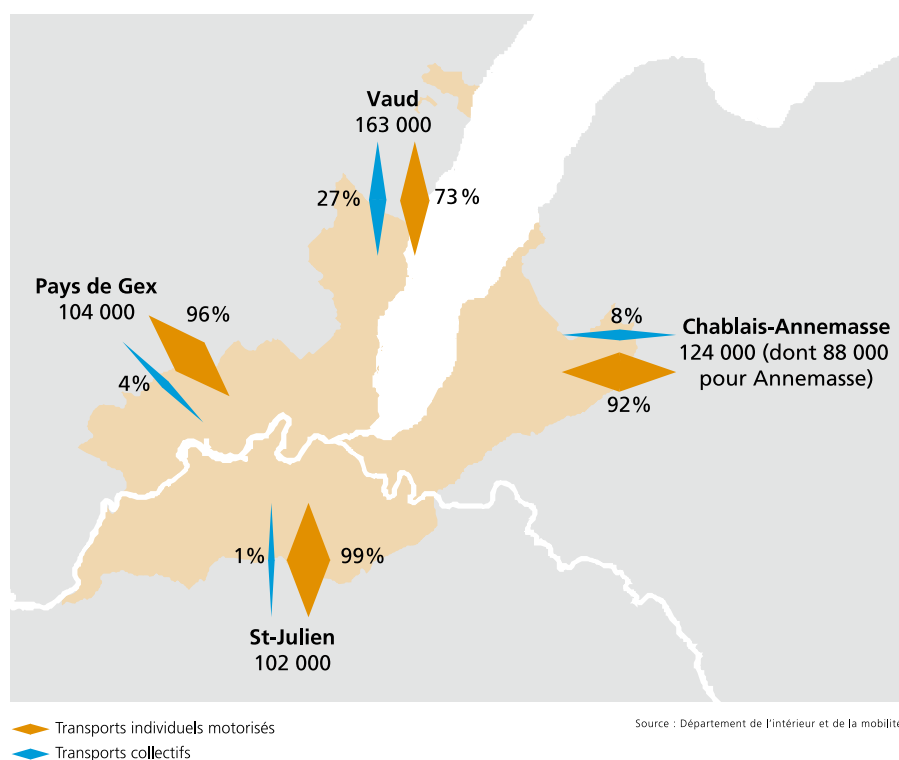 Vaud
163 000
27%
73%
Pays de Gex
104 000
96%
4%
8%
Chablais-Annemasse
124 000 (dont 88 000
pour Annemasse)
92%
1%
99%
St-Julien
102 000
Transports individuels motorisés
Transports collectifs
Source : Département de l'intérieur et de la mobilité